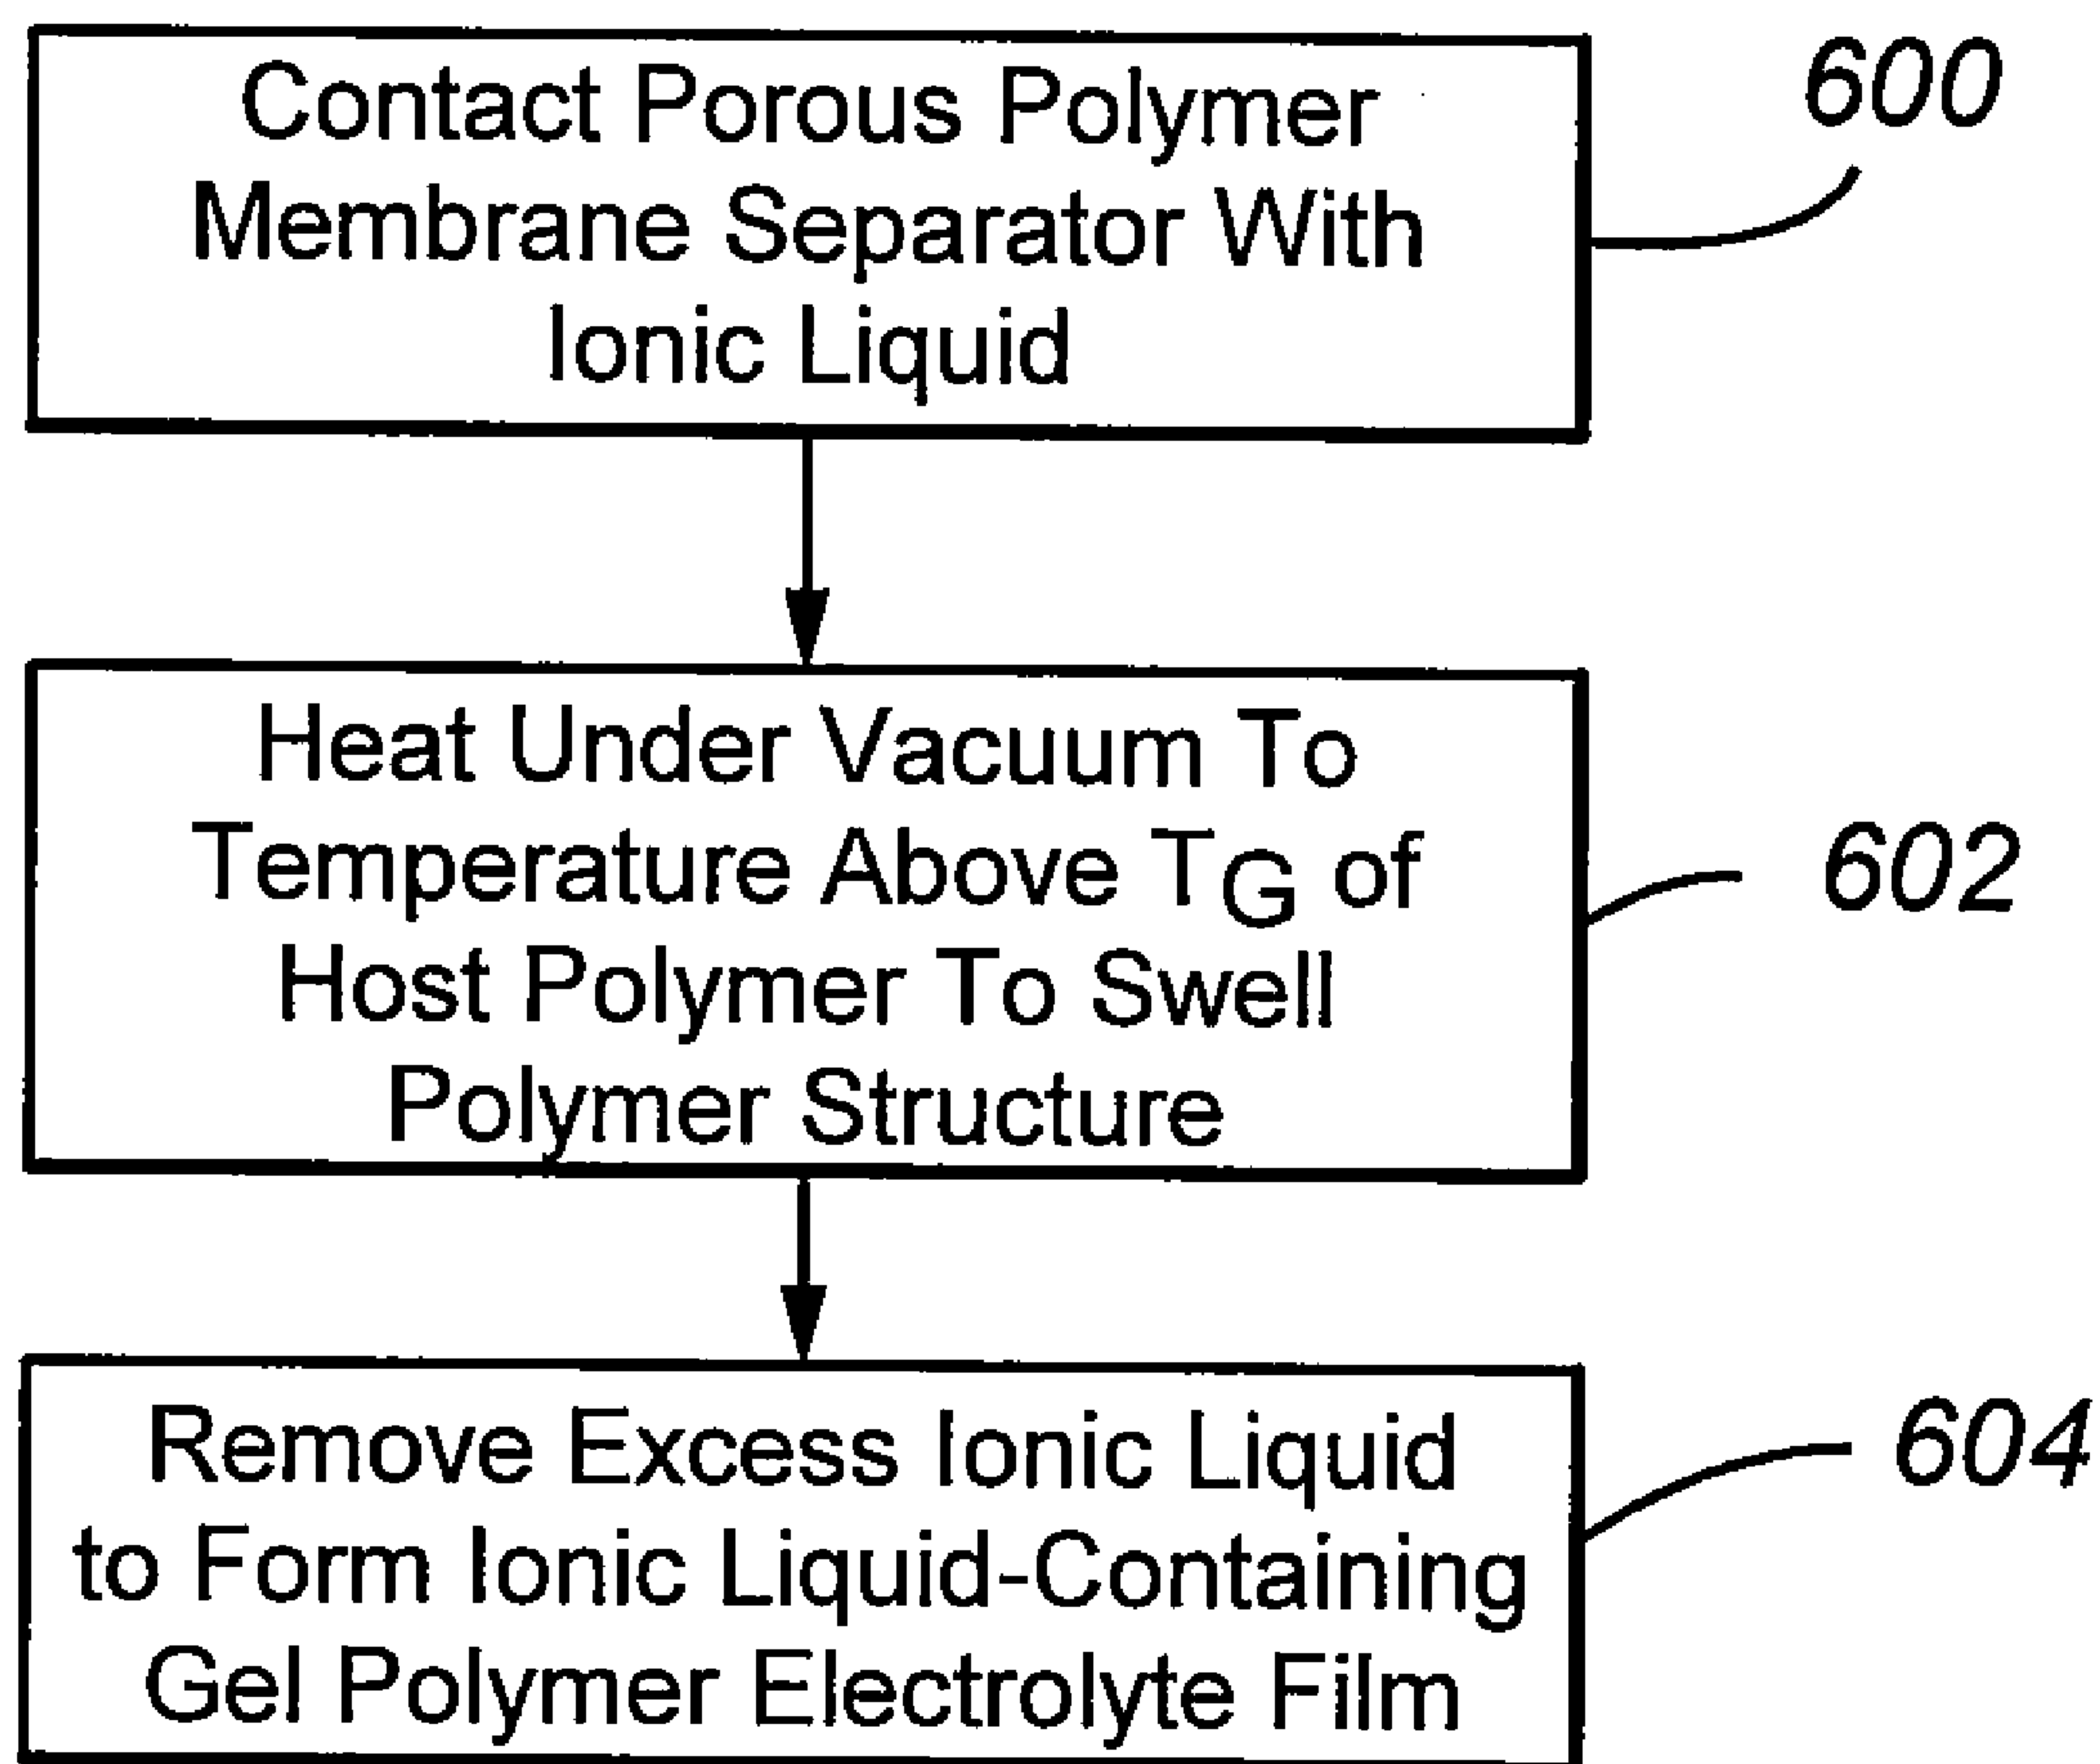 Contact Porous Polymer
Membrane Separator With
Ionic Liquid
600
Heat Under Vacuum To
Temperature Above TG of
Host Polymer To Swell
Polymer Structure
602
Remove Excess Ionic Liquid
to Form Ionic Liquid-Containing
Gel Polymer Electrolyte Film
604